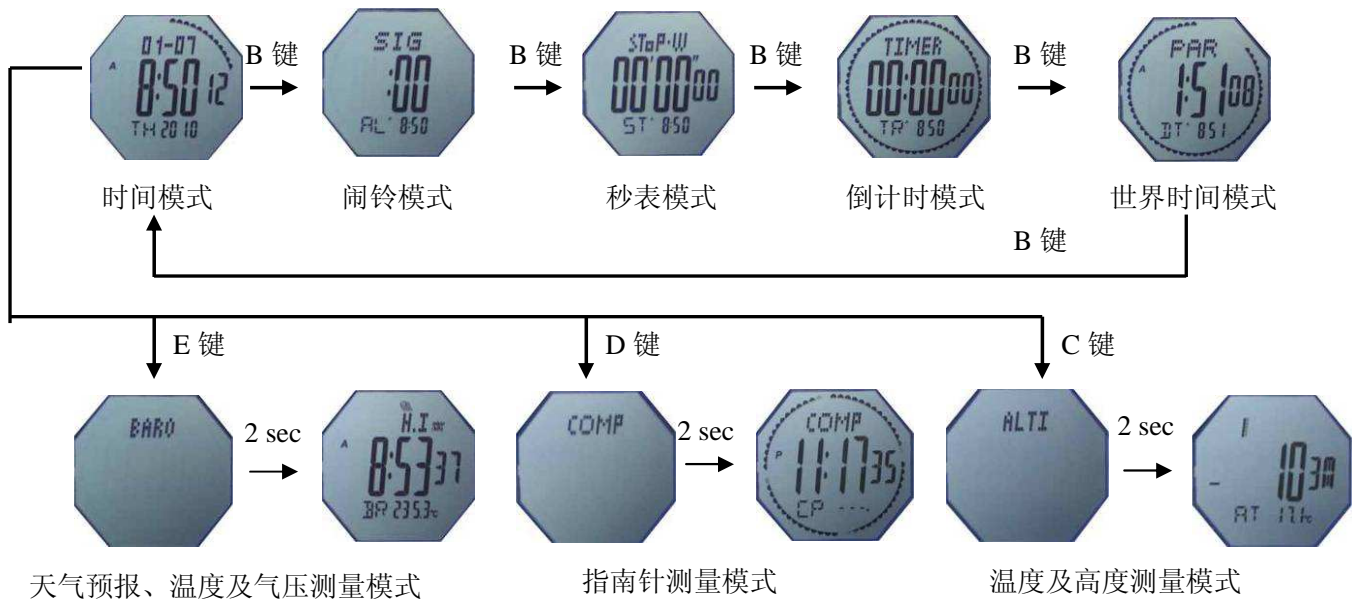 01-07
A 8:50 12
TH 2010
B 键
SIG
:00
AL 8:50
B 键
SToP·W
00'00"00
ST 8:50
B 键
TIMER
00:00 00
TR 8:50
B 键
PAR
A 1:51 08
DT 8:51
时间模式
闹铃模式
秒表模式
倒计时模式
世界时间模式
B 键
E 键
D 键
C 键
BARO
2 sec
A 8:53 37
BA 23.53℃
COMP
2 sec
COMP
P 11:17 35
CP ---.
ALTI
2 sec
103m
AT
天气预报、温度及气压测量模式
指南针测量模式
温度及高度测量模式